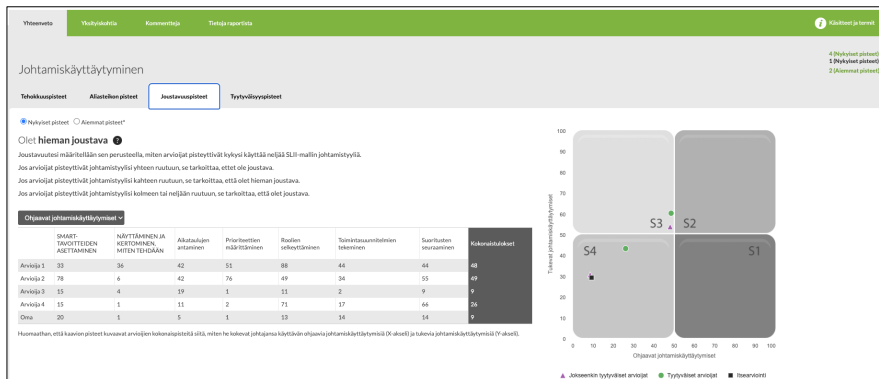 Yhteenveto Yksityiskohtia Kommentteja Tietoja raportista Käsitteet ja termit
4 (Nykyiset pisteet)
1 (Nykyiset pisteet)
2 (Aiemmat pisteet)
Johtamiskäyttäytyminen
Tehokkuuspisteet Aliasteikon pisteet Joustavuuspisteet Tyytyväisyyspisteet
Nykyiset pisteet Aiemmat pisteet*
Olet hieman joustava ?
Joustavuutesi määritellään sen perusteella, miten arvioijat pisteyttivät kykysi käyttää neljää SLII-mallin johtamistyyliä.
Jos arvioijat pisteyttivät johtamistyylisi yhteen ruutuun, se tarkoittaa, ettet ole joustava.
Jos arvioijat pisteyttivät johtamistyylisi kahteen ruutuun, se tarkoittaa, että olet hieman joustava.
Jos arvioijat pisteyttivät johtamistyylisi kolmeen tai neljään ruutuun, se tarkoittaa, että olet joustava.
Ohjaavat johtamiskäyttäytymiset
SMART-TAVOITTEIDEN ASETTAMINEN NÄYTTÄMINEN JA KERTOMINEN, MITEN TEHDÄÄN Aikataulujen antaminen Prioriteettien määrittäminen Roolien selkeyttäminen Toimintasuunnitelmien tekeminen Suoritusten seuraaminen Kokonaistulokset
Arvioija 1 33 36 42 51 88 44 44 48
Arvioija 2 78 6 42 76 49 34 55 49
Arvioija 3 15 4 19 1 11 2 9 9
Arvioija 4 15 1 11 2 71 17 66 26
Oma 20 1 5 1 13 14 14 9
Huomaathan, että kaavion pisteet kuvaavat arvioijien kokonaispisteitä siitä, miten he kokevat johtajansa käyttävän ohjaavia johtamiskäyttäytymisiä (X-akseli) ja tukevia johtamiskäyttäytymisiä (Y-akseli).
Tukevat johtamiskäyttäytymiset
100
90
80
70
60
50
40
30
20
10
0
S3 S2
S4 S1
0 10 20 30 40 50 60 70 80 90 100
Ohjaavat johtamiskäyttäytymiset
Jokseenkin tyytyväiset arvioijat Tyytyväiset arvioijat Itsearviointi